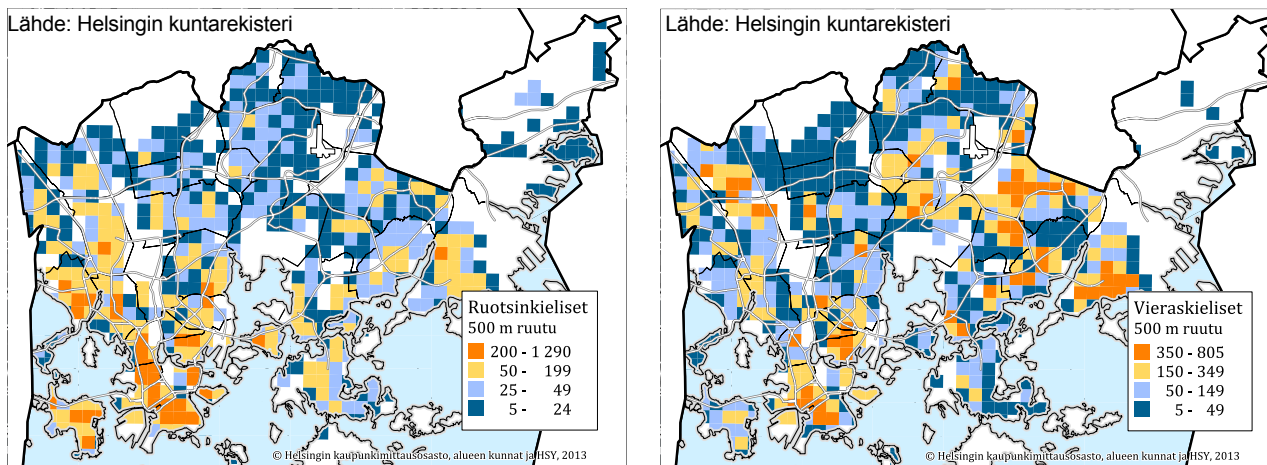 Lähde: Helsingin kuntarekisteri
Ruotsinkieliset
500 m ruutu
200 - 1 290
50 - 199
25 - 49
5 - 24
© Helsingin kaupunkimittausosasto, alueen kunnat ja HSY, 2013
Lähde: Helsingin kuntarekisteri
Vieraskieliset
500 m ruutu
350 - 805
150 - 349
50 - 149
5 - 49
© Helsingin kaupunkimittausosasto, alueen kunnat ja HSY, 2013